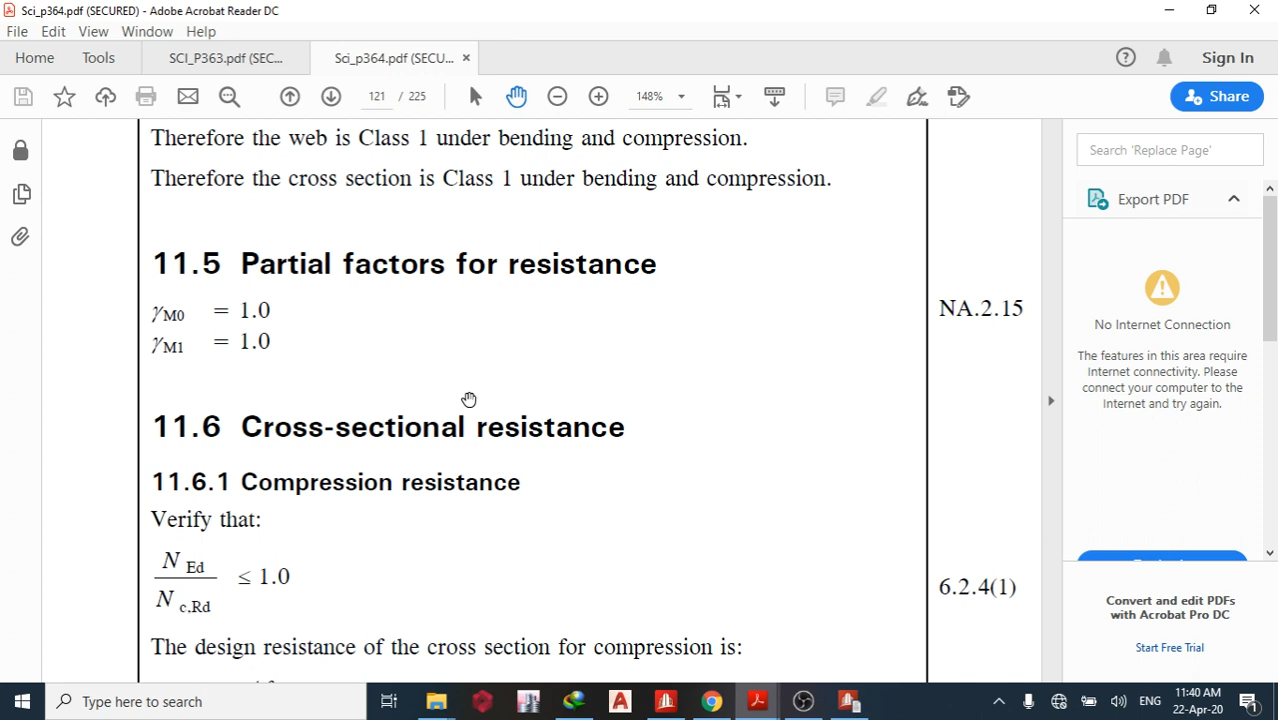 Sci_p364.pdf (SECURED) - Adobe Acrobat Reader DC
File Edit View Window Help
Home Tools SCI_P363.pdf (SEC... Sci_p364.pdf (SECU... × Sign In
121 / 225 148% Share
Therefore the web is Class 1 under bending and compression.
Therefore the cross section is Class 1 under bending and compression.
11.5 Partial factors for resistance
γM0 = 1.0 NA.2.15
γM1 = 1.0
11.6 Cross-sectional resistance
11.6.1 Compression resistance
Verify that:
N Ed
≤ 1.0
N c.Rd
6.2.4(1)
The design resistance of the cross section for compression is:
Search 'Replace Page'
Export PDF
No Internet Connection
The features in this area require
Internet connectivity. Please
connect your computer to the
Internet and try again.
Convert and edit PDFs
with Acrobat Pro DC
Start Free Trial
Type here to search
ENG
11:40 AM
22-Apr-20
1